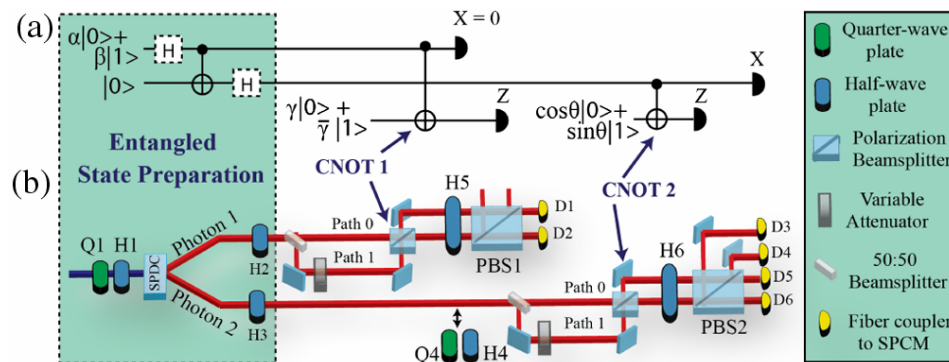 (a)
α|0>+
β|1>
H
X = 0
|0>
H
X
γ|0> +
γ̄ |1>
Z
cosθ|0>+
sinθ|1>
Z
Entangled
State Preparation
CNOT 1
CNOT 2
(b)
Photon 1
Photon 2
Q1 H1
SPDC
H2
H3
Path 0
Path 1
H5
D1
D2
PBS1
Q4 H4
Path 0
Path 1
H6
D3
D4
D5
D6
PBS2
Quarter-wave
plate
Half-wave
plate
Polarization
Beamsplitter
Variable
Attenuator
50:50
Beamsplitter
Fiber coupler
to SPCM